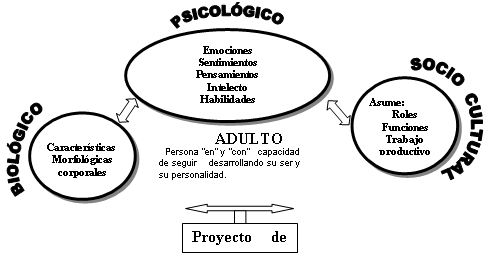 PSICOLÓGICO
Emociones
Sentimientos
Pensamientos
Intelecto
Habilidades
BIOLÓGICO
Características
Morfológicas
corporales
SOCIO CULTURAL
Asume:
Roles
Funciones
Trabajo
productivo
ADULTO
Persona "en" y "con" capacidad
de seguir desarrollando su ser y
su personalidad.
Proyecto de